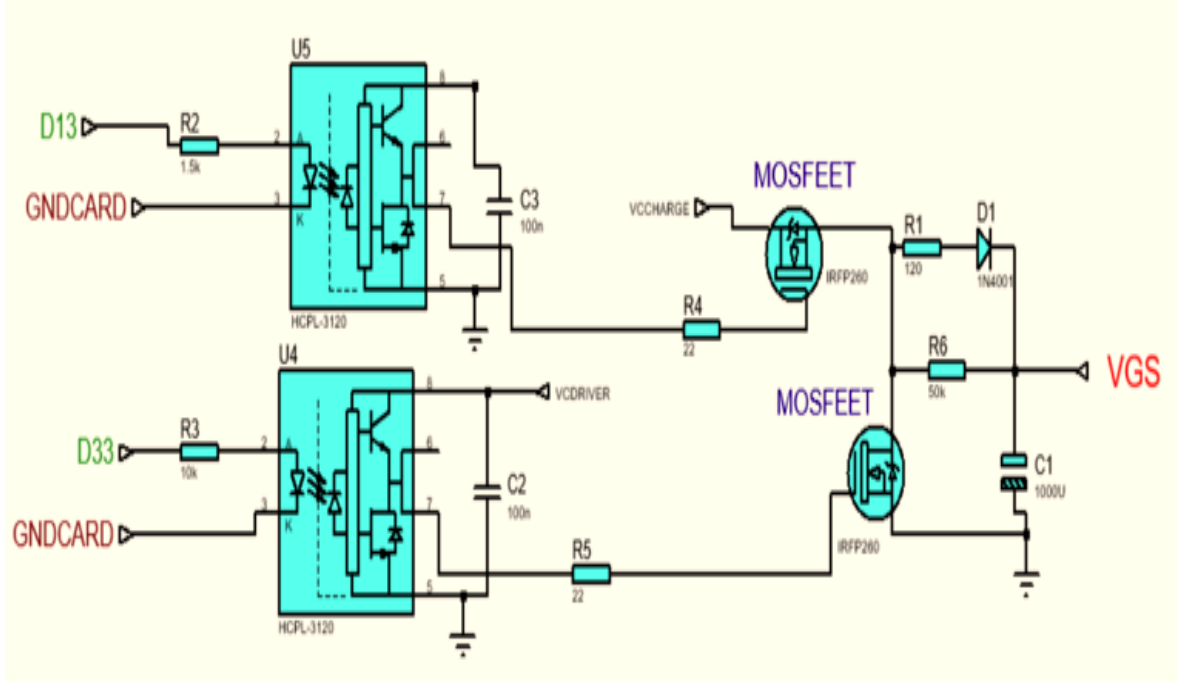 U5
D13
R2
1.5k
2
A
3
K
8
6
7
5
GNDCARD
HCPL-3120
C3
100n
MOSFEET
VCCHARGE
IRFP260
R1
120
D1
1N4001
R4
22
U4
D33
R3
10k
2
A
3
K
8
6
7
5
GNDCARD
HCPL-3120
VCDRIVER
C2
100n
R5
22
MOSFEET
IRFP260
R6
50k
VGS
C1
1000U